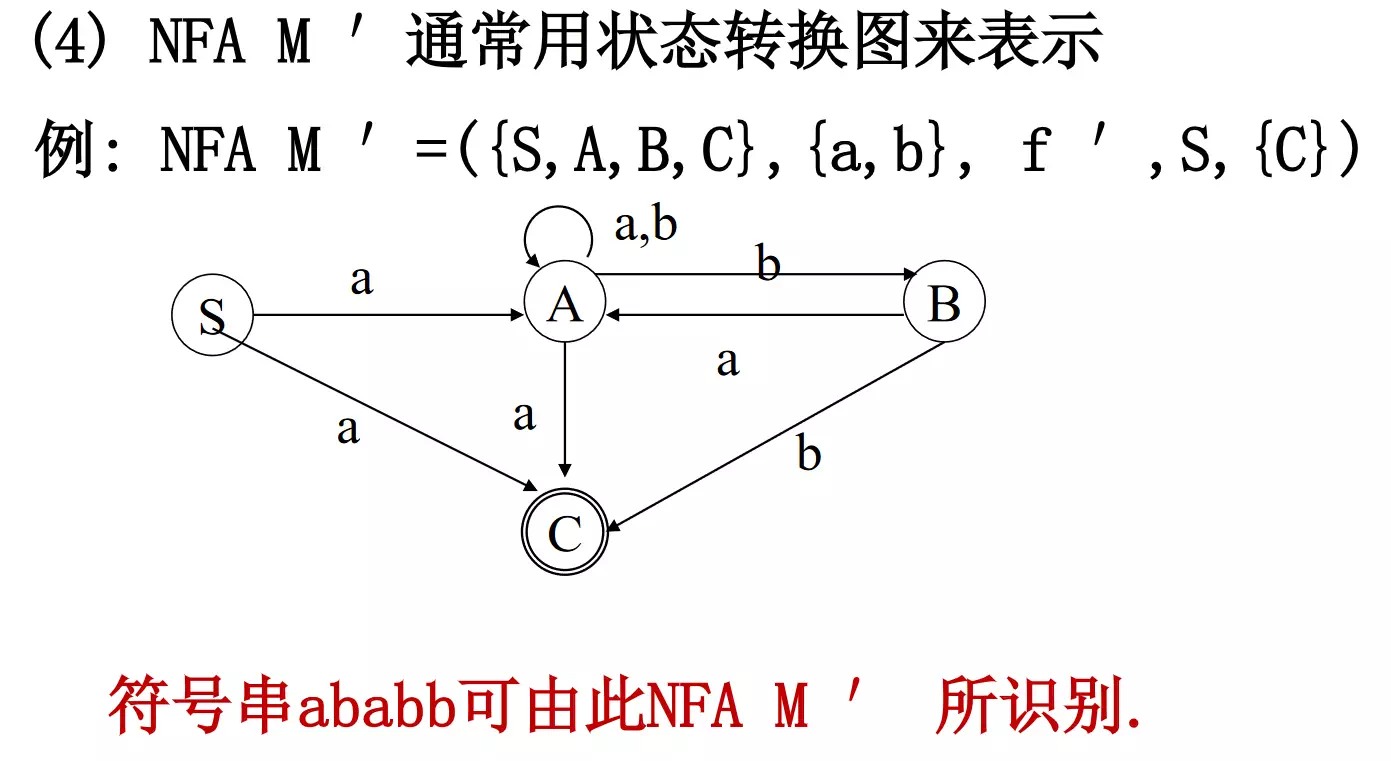 (4) NFA M ′ 通常用状态转换图来表示
例: NFA M ′ =({S,A,B,C},{a,b}, f ′ ,S,{C})
a,b
b
a
S
A
B
a
a
a
b
C
符号串ababb可由此NFA M ′ 所识别.